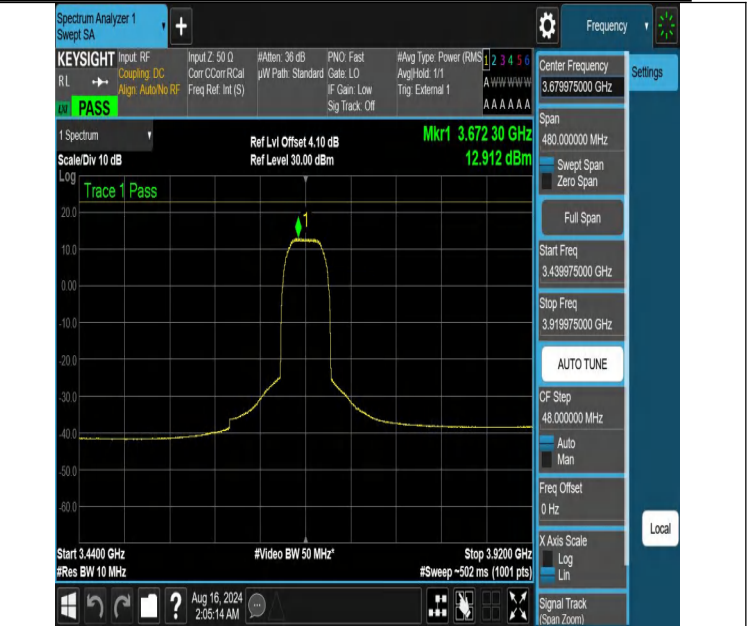 Spectrum Analyzer 1
Swept SA
+
Frequency
KEYSIGHT
RL
LXI PASS
Input: RF
Coupling: DC
Align: Auto/No RF
Input Z: 50 Ω
Corr CCorr RCal
Freq Ref: Int (S)
#Atten: 36 dB
µW Path: Standard
PNO: Fast
Gate: LO
IF Gain: Low
Sig Track: Off
#Avg Type: Power (RMS
Avg|Hold: 1/1
Trig: External 1
1 2 3 4 5 6
A W W W W W
A A A A A A
1 Spectrum
Scale/Div 10 dB
Log
Ref Lvl Offset 4.10 dB
Ref Level 30.00 dBm
Mkr1 3.672 30 GHz
12.912 dBm
Trace 1 Pass
1
20.0
10.0
0.00
-10.0
-20.0
-30.0
-40.0
-50.0
-60.0
Start 3.4400 GHz
#Res BW 10 MHz
#Video BW 50 MHz*
Stop 3.9200 GHz
#Sweep ~502 ms (1001 pts)
Center Frequency
3.679975000 GHz
Settings
Span
480.000000 MHz
Swept Span
Zero Span
Full Span
Start Freq
3.439975000 GHz
Stop Freq
3.919975000 GHz
AUTO TUNE
CF Step
48.000000 MHz
Auto
Man
Freq Offset
0 Hz
X Axis Scale
Log
Lin
Local
Signal Track
(Span Zoom)
?
Aug 16, 2024
2:05:14 AM